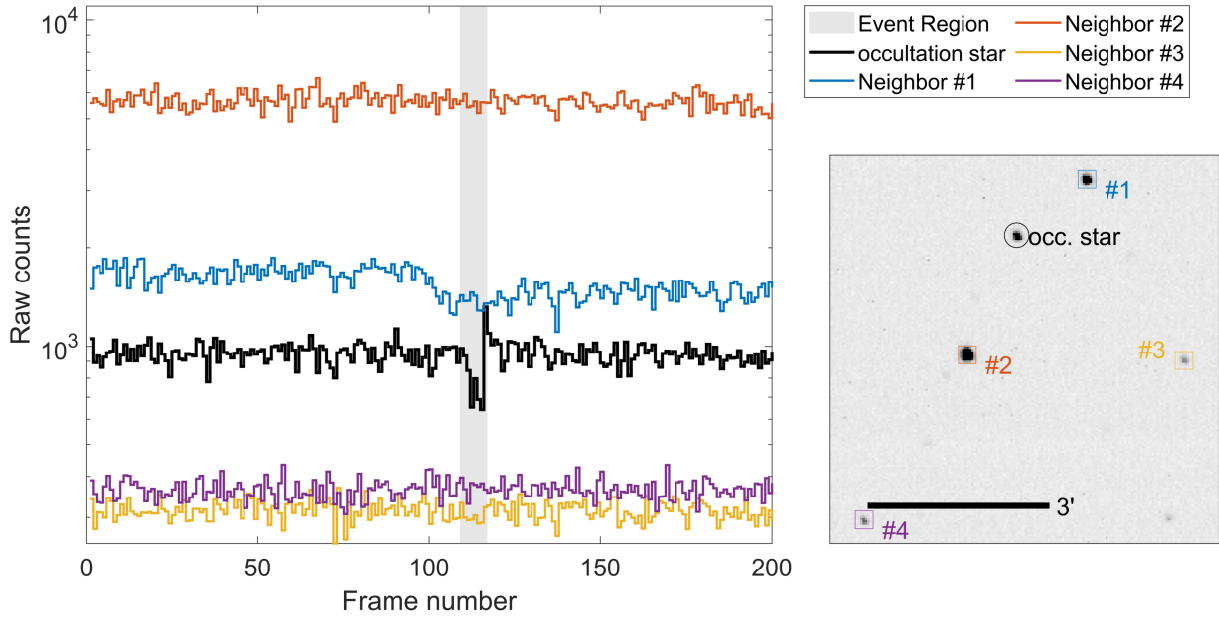 10^4
10^3
Raw counts
0
50
100
150
200
Frame number
Event Region
occultation star
Neighbor #1
Neighbor #2
Neighbor #3
Neighbor #4
#1
occ. star
#2
#3
3'
#4